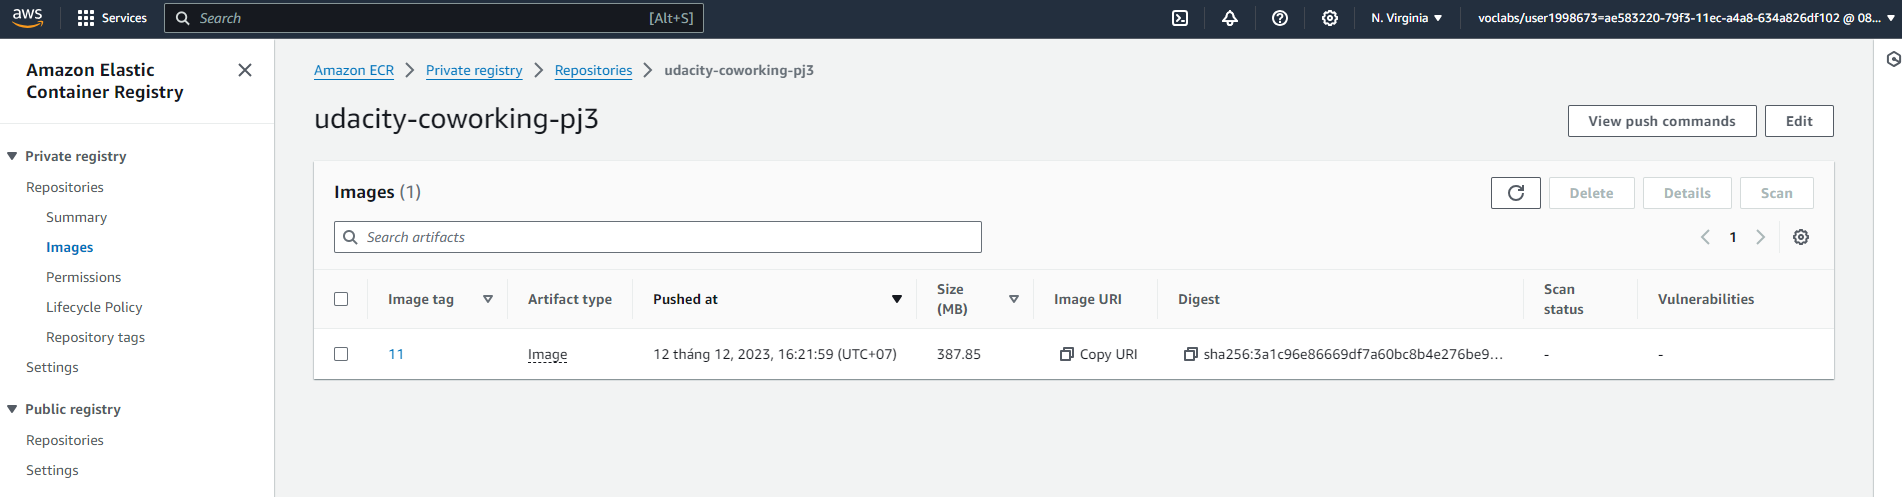 aws
Services
Search
[Alt+S]
N. Virginia
voclabs/user1998673=ae583220-79f3-11ec-a4a8-634a826df102 @ 08...
Amazon Elastic
Container Registry
Private registry
Repositories
Summary
Images
Permissions
Lifecycle Policy
Repository tags
Settings
Public registry
Repositories
Settings
Amazon ECR
Private registry
Repositories
udacity-coworking-pj3
udacity-coworking-pj3
View push commands
Edit
Images (1)
Delete
Details
Scan
Search artifacts
1
Image tag
Artifact type
Pushed at
Size
(MB)
Image URI
Digest
Scan
status
Vulnerabilities
11
Image
12 tháng 12, 2023, 16:21:59 (UTC+07)
387.85
Copy URI
sha256:3a1c96e86669df7a60bc8b4e276be9...
-
-